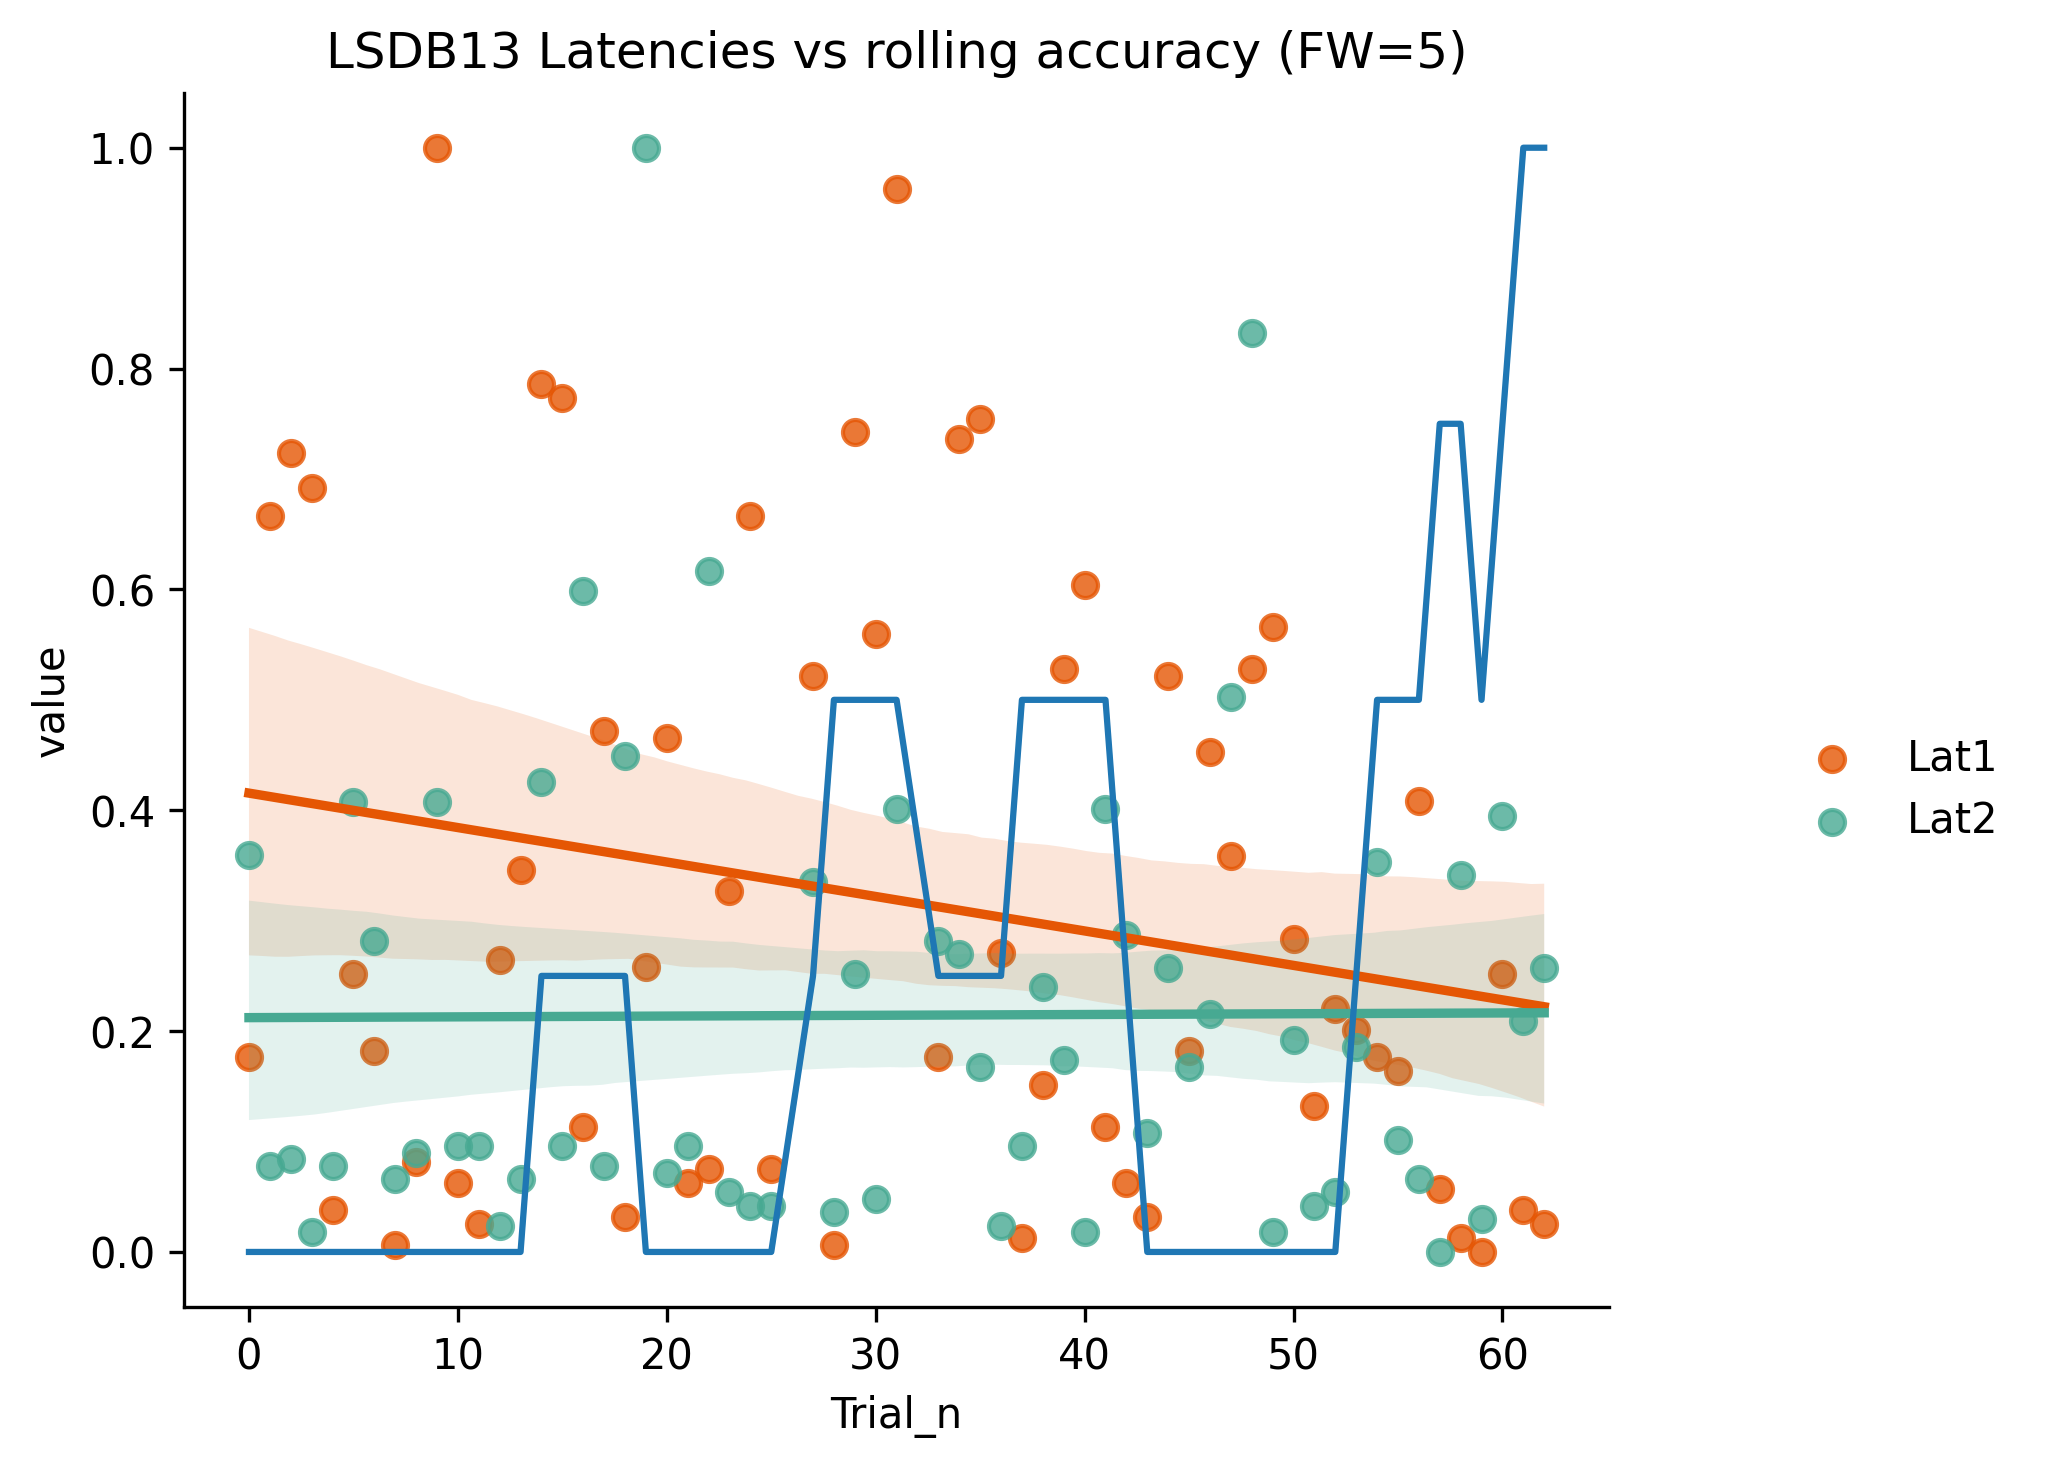 LSDB13 Latencies vs rolling accuracy (FW=5)
1.0
0.8
0.6
0.4
0.2
0.0
value
0 10 20 30 40 50 60
Trial_n
Lat1
Lat2